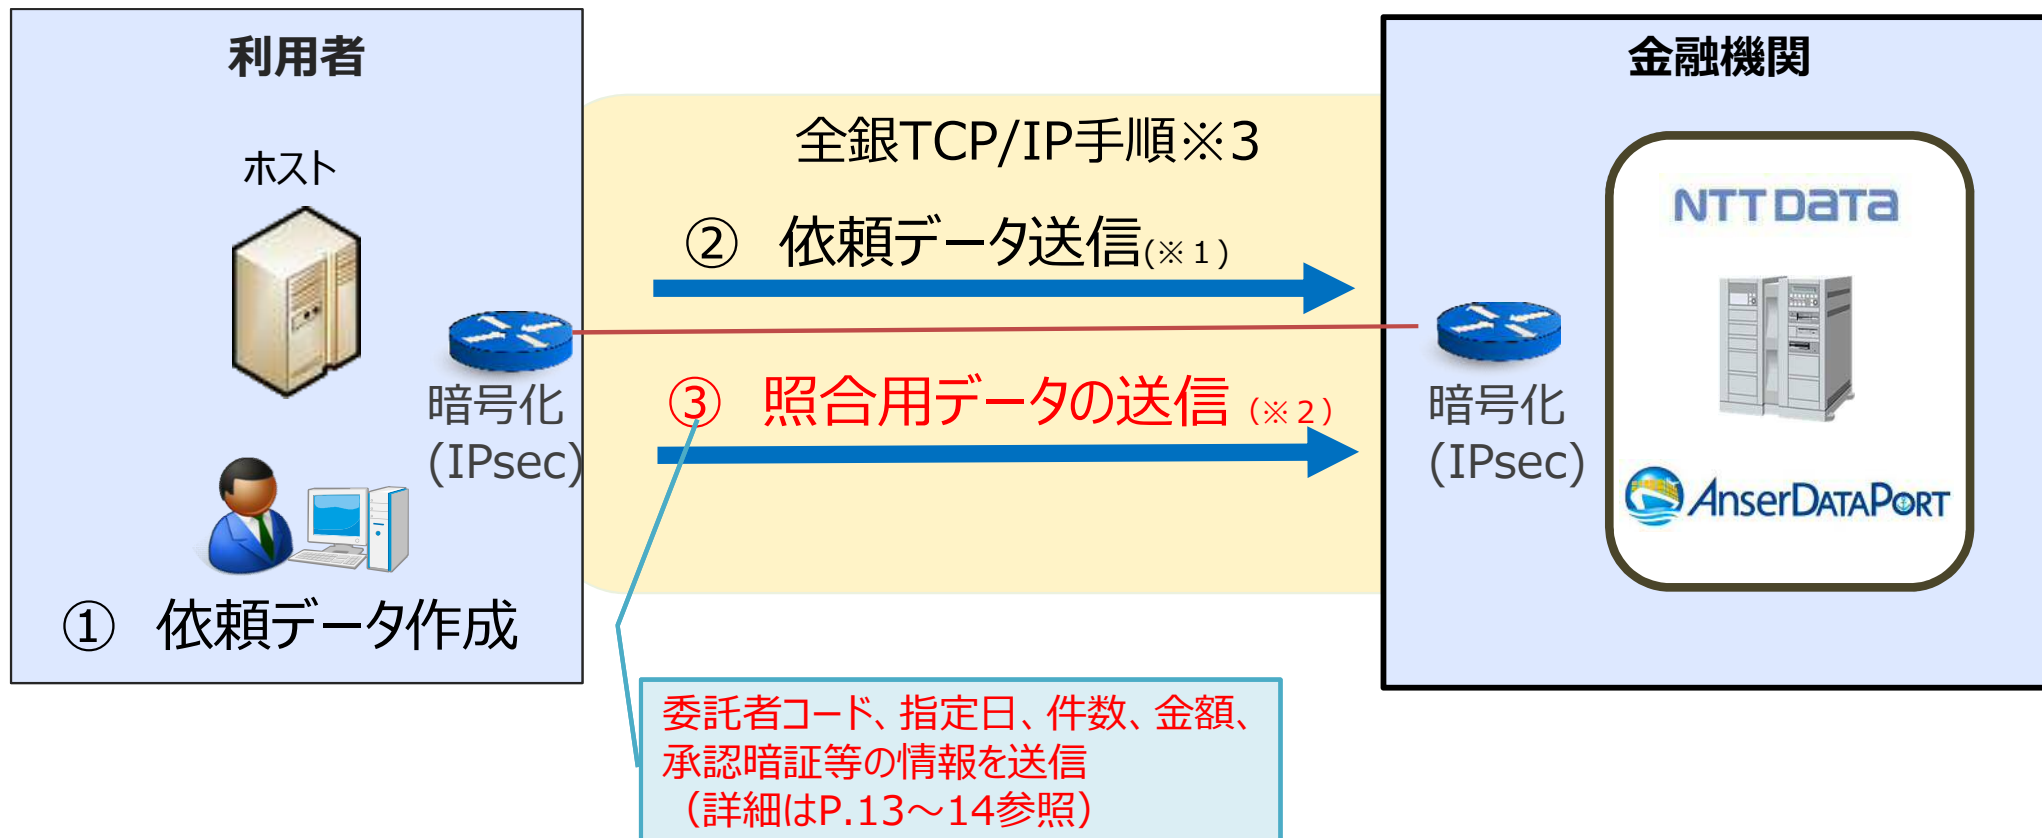 利用者
ホスト
暗号化
(IPsec)
① 依頼データ作成
全銀TCP/IP手順※3
② 依頼データ送信(※１)
③ 照合用データの送信（※２）
委託者コード、指定日、件数、金額、
承認暗証等の情報を送信
（詳細はP.13～14参照）
金融機関
暗号化
(IPsec)
NTT DATA
AnserDATAPORT